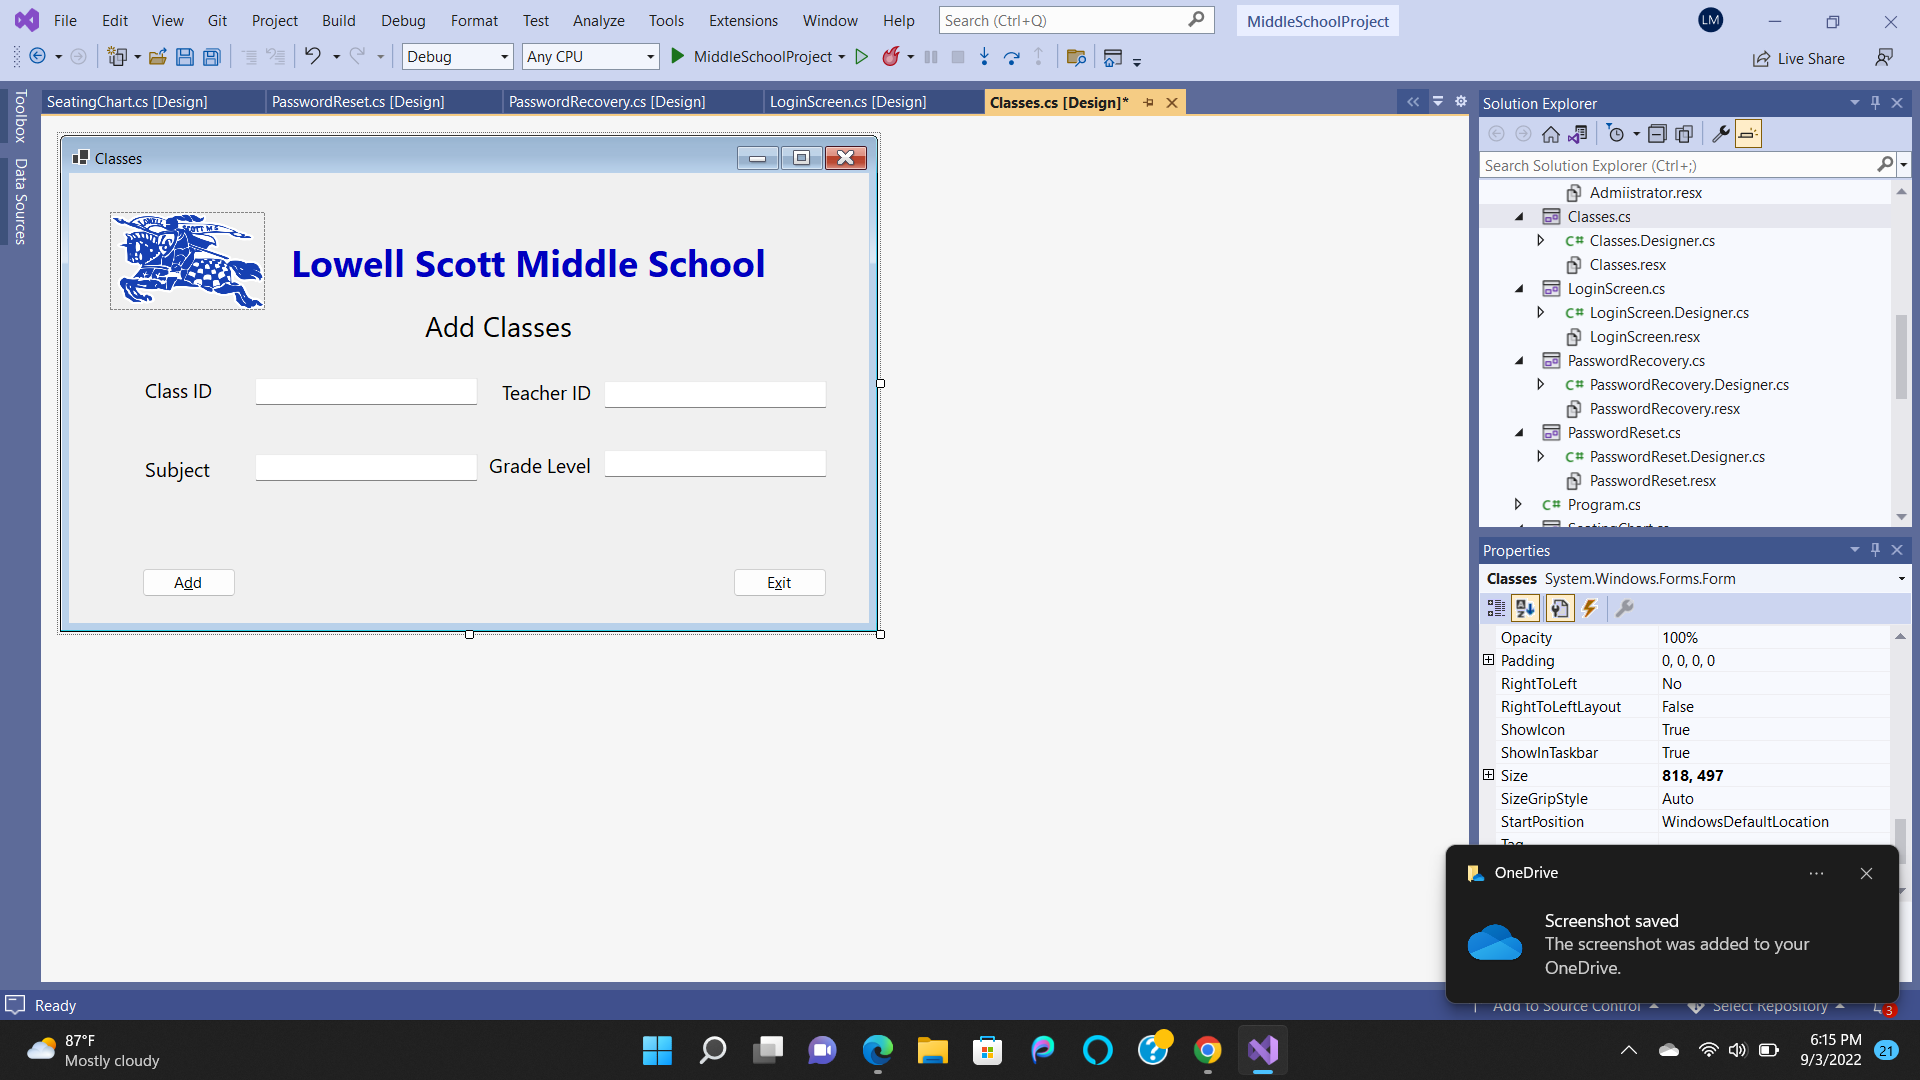 File Edit View Git Project Build Debug Format Test Analyze Tools Extensions Window Help Search (Ctrl+Q) MiddleSchoolProject LM
Debug Any CPU MiddleSchoolProject Live Share
Toolbox
Data Sources
SeatingChart.cs [Design] PasswordReset.cs [Design] PasswordRecovery.cs [Design] LoginScreen.cs [Design] Classes.cs [Design]*
Classes
LOWELL SCOTT M S
Lowell Scott Middle School
Add Classes
Class ID Teacher ID
Subject Grade Level
Add Exit
Solution Explorer
Search Solution Explorer (Ctrl+;)
Admiistrator.resx
Classes.cs
C# Classes.Designer.cs
Classes.resx
LoginScreen.cs
C# LoginScreen.Designer.cs
LoginScreen.resx
PasswordRecovery.cs
C# PasswordRecovery.Designer.cs
PasswordRecovery.resx
PasswordReset.cs
C# PasswordReset.Designer.cs
PasswordReset.resx
C# Program.cs
SeatingChart.cs
Properties
Classes System.Windows.Forms.Form
Opacity 100%
Padding 0, 0, 0, 0
RightToLeft No
RightToLeftLayout False
ShowIcon True
ShowInTaskbar True
Size 818, 497
SizeGripStyle Auto
StartPosition WindowsDefaultLocation
Tag
OneDrive
Screenshot saved
The screenshot was added to your
OneDrive.
Ready Add to Source Control Select Repository 3
87°F
Mostly cloudy
6:15 PM
9/3/2022 21